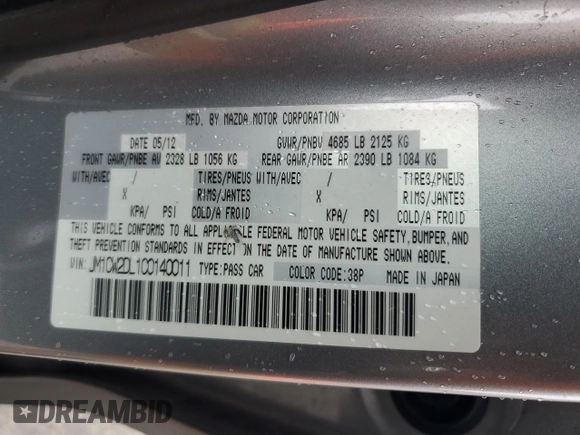 MFD. BY MAZDA MOTOR CORPORATION
DATE 05/12 GVWR/PNBV 4685 LB 2125 KG
FRONT GAWR/PNBE AV 2328 LB 1056 KG REAR GAWR/PNBE AR 2390 LB 1084 KG
WITH/AVEC / TIRES/PNEUS WITH/AVEC / TIRES/PNEUS
X RIMS/JANTES X RIMS/JANTES
KPA/ PSI COLD/A FROID KPA/ PSI COLD/A FROID
THIS VEHICLE CONFORMS TO ALL APPLICABLE FEDERAL MOTOR VEHICLE SAFETY, BUMPER, AND
THEFT PREVENTION STANDARDS IN EFFECT ON THE DATE OF MANUFACTURE SHOWN ABOVE.
VIN: JM1CW2DL1C0140011 TYPE:PASS CAR COLOR CODE:38P MADE IN JAPAN
DREAMBID